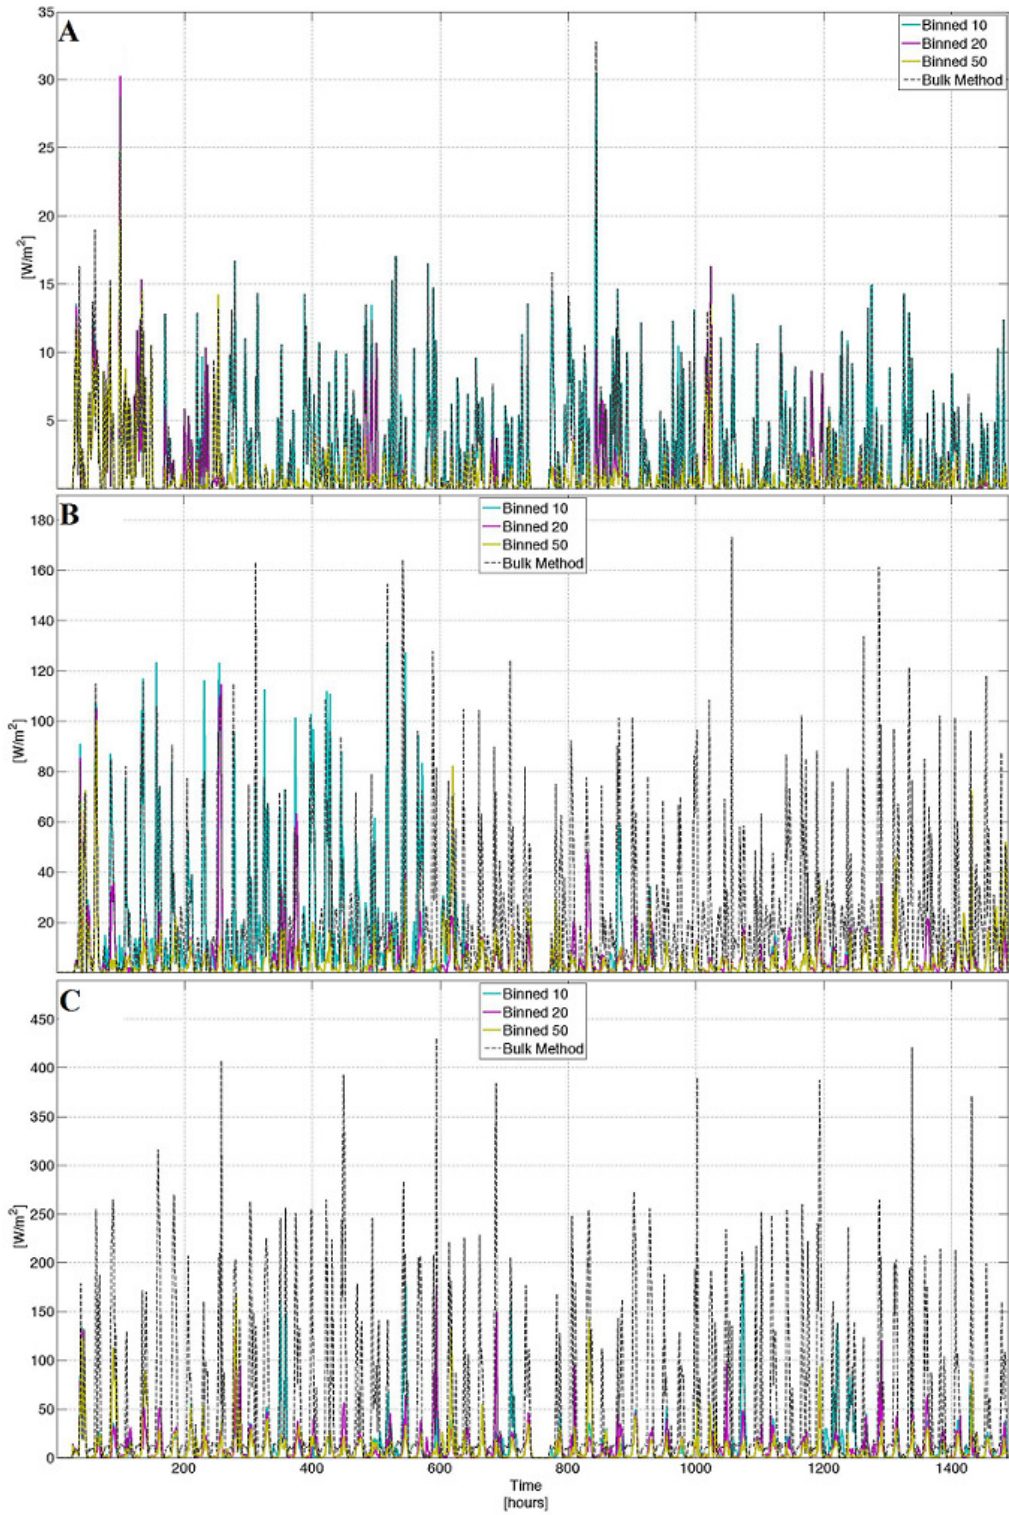 A
35
30
25
20
15
10
5
[W/m²]
Binned 10
Binned 20
Binned 50
Bulk Method
B
180
160
140
120
100
80
60
40
20
[W/m²]
Binned 10
Binned 20
Binned 50
Bulk Method
C
450
400
350
300
250
200
150
100
50
0
[W/m²]
Binned 10
Binned 20
Binned 50
Bulk Method
200 400 600 800 1000 1200 1400
Time
[hours]